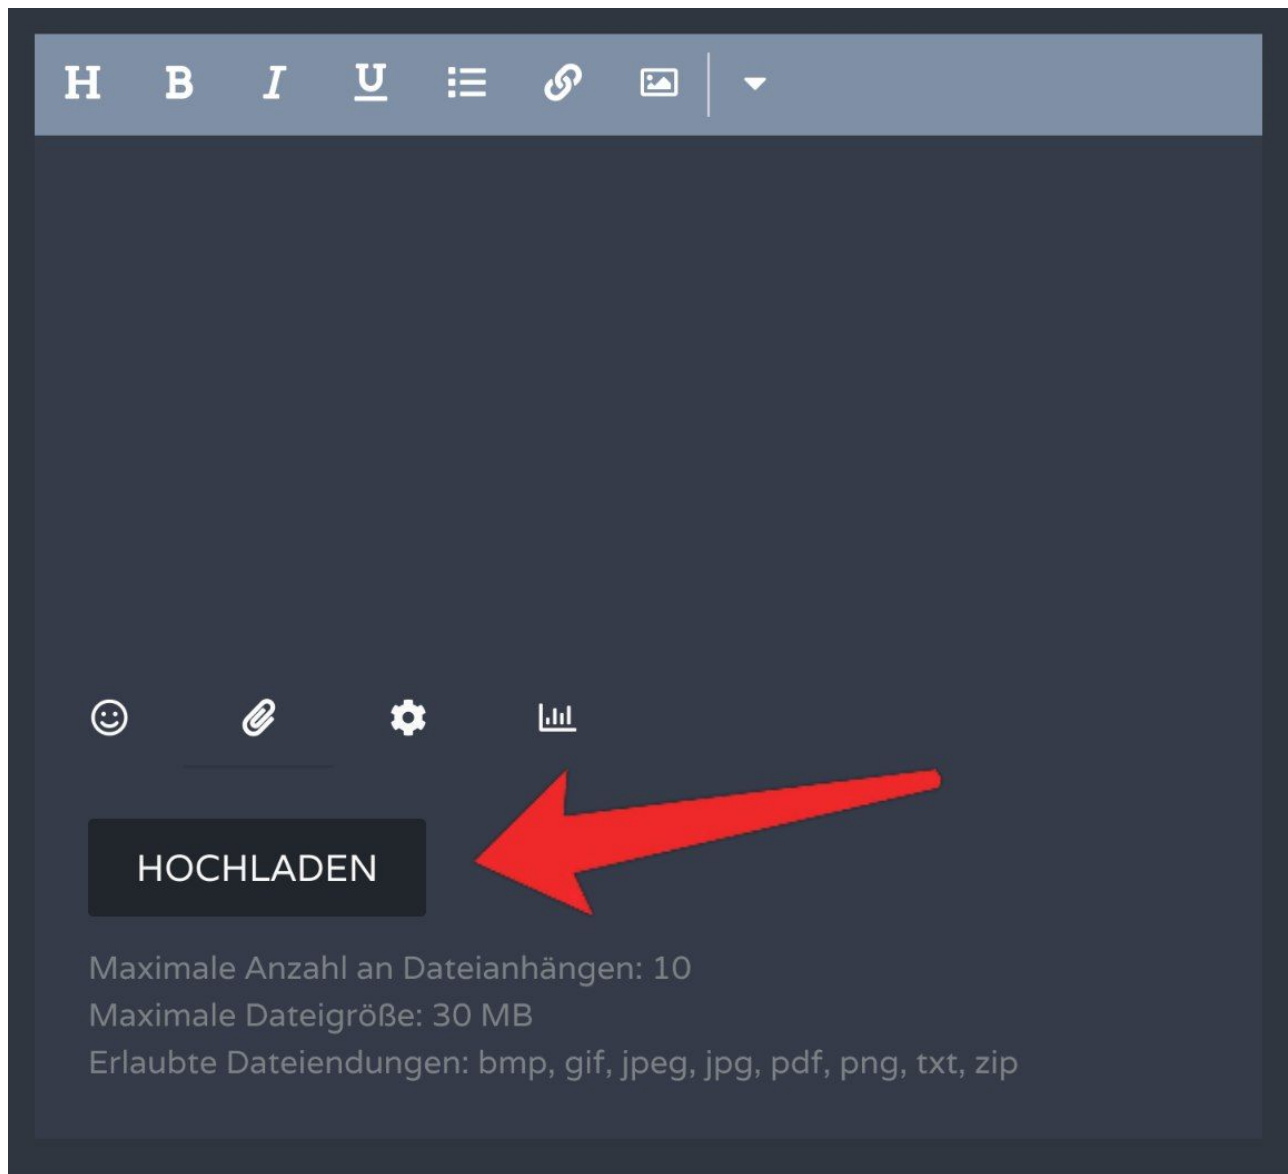 H B I U
HOCHLADEN
Maximale Anzahl an Dateianhängen: 10
Maximale Dateigröße: 30 MB
Erlaubte Dateiendungen: bmp, gif, jpeg, jpg, pdf, png, txt, zip